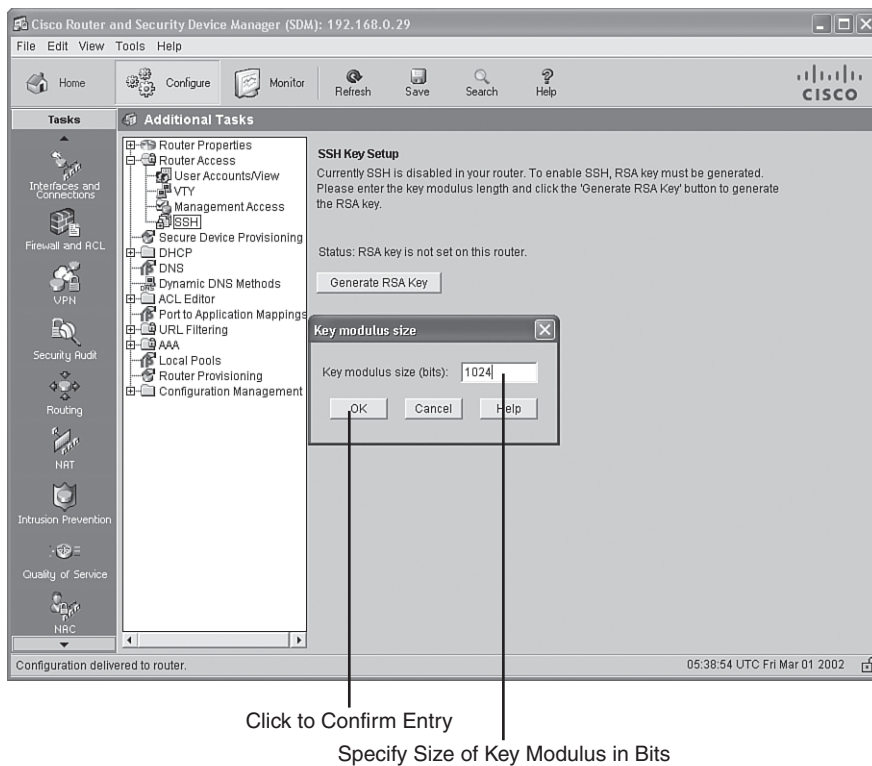 Cisco Router and Security Device Manager (SDM): 192.168.0.29
File Edit View Tools Help
Home Configure Monitor Refresh Save Search Help
CISCO
Tasks
Additional Tasks
Interfaces and Connections
Firewall and ACL
VPN
Security Audit
Routing
NAT
Intrusion Prevention
Quality of Service
NAC
Router Properties
Router Access
User Accounts/View
VTY
Management Access
SSH
Secure Device Provisioning
DHCP
DNS
Dynamic DNS Methods
ACL Editor
Port to Application Mappings
URL Filtering
AAA
Local Pools
Router Provisioning
Configuration Management
SSH Key Setup
Currently SSH is disabled in your router. To enable SSH, RSA key must be generated.
Please enter the key modulus length and click the 'Generate RSA Key' button to generate
the RSA key.
Status: RSA key is not set on this router.
Generate RSA Key
Key modulus size
Key modulus size (bits): 1024
OK Cancel Help
Configuration delivered to router. 05:38:54 UTC Fri Mar 01 2002
Click to Confirm Entry
Specify Size of Key Modulus in Bits